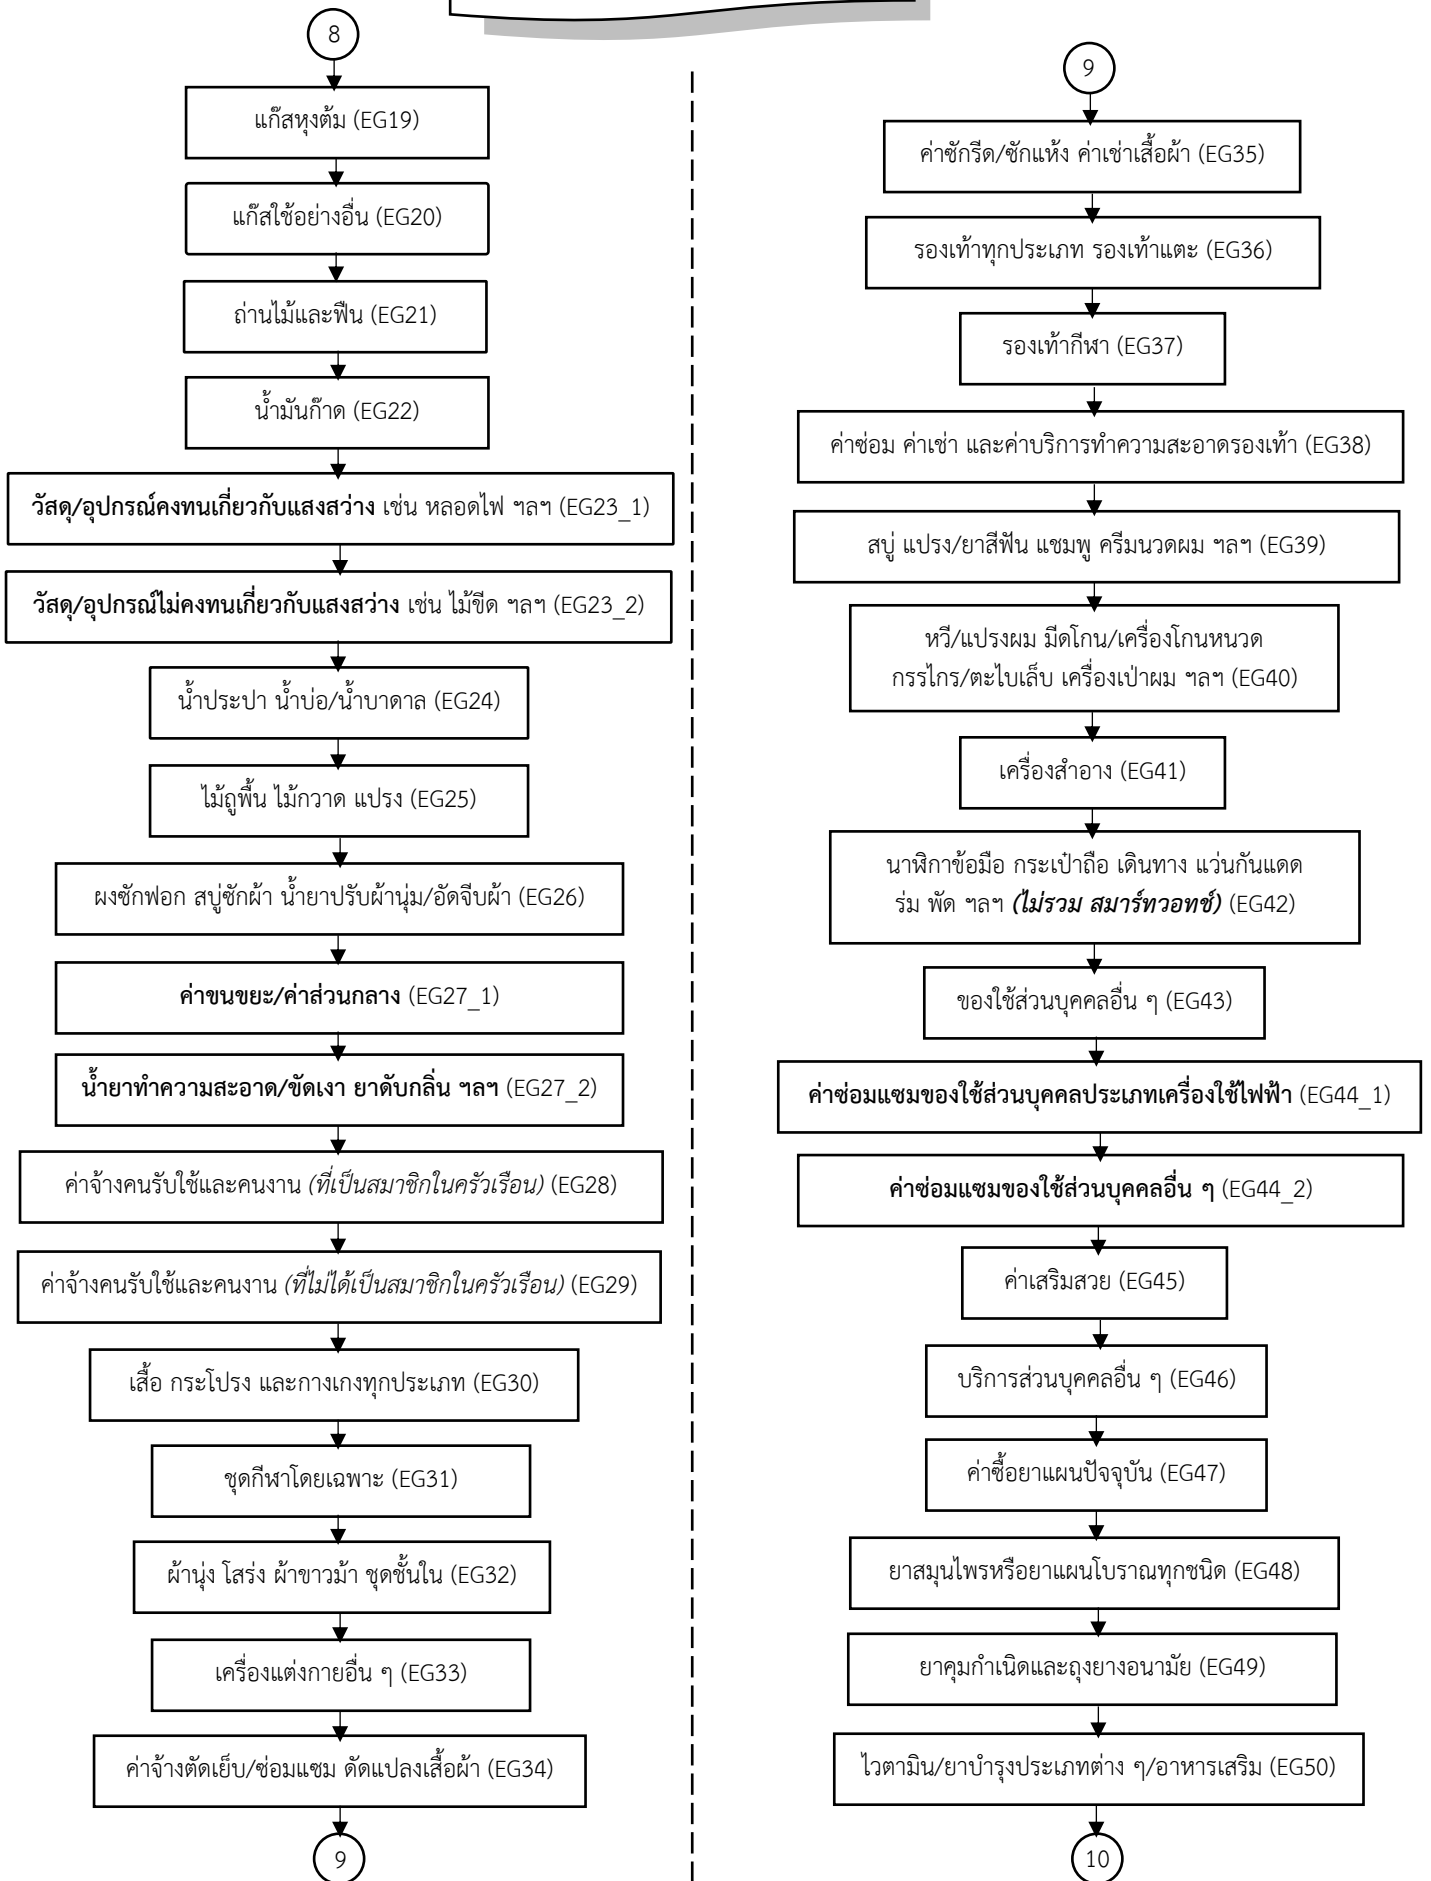 8
แก๊สหุงต้ม (EG19)
แก๊สใช้อย่างอื่น (EG20)
ถ่านไม้และฟืน (EG21)
น้ำมันก๊าด (EG22)
วัสดุ/อุปกรณ์คงทนเกี่ยวกับแสงสว่าง เช่น หลอดไฟ ฯลฯ (EG23_1)
วัสดุ/อุปกรณ์ไม่คงทนเกี่ยวกับแสงสว่าง เช่น ไม้ขีด ฯลฯ (EG23_2)
น้ำประปา น้ำบ่อ/น้ำบาดาล (EG24)
ไม้ถูพื้น ไม้กวาด แปรง (EG25)
ผงซักฟอก สบู่ซักผ้า น้ำยาปรับผ้านุ่ม/อัดจีบผ้า (EG26)
ค่าขนขยะ/ค่าส่วนกลาง (EG27_1)
น้ำยาทำความสะอาด/ขัดเงา ยาดับกลิ่น ฯลฯ (EG27_2)
ค่าจ้างคนรับใช้และคนงาน (ที่เป็นสมาชิกในครัวเรือน) (EG28)
ค่าจ้างคนรับใช้และคนงาน (ที่ไม่ได้เป็นสมาชิกในครัวเรือน) (EG29)
เสื้อ กระโปรง และกางเกงทุกประเภท (EG30)
ชุดกีฬาโดยเฉพาะ (EG31)
ผ้านุ่ง โสร่ง ผ้าขาวม้า ชุดชั้นใน (EG32)
เครื่องแต่งกายอื่น ๆ (EG33)
ค่าจ้างตัดเย็บ/ซ่อมแซม ดัดแปลงเสื้อผ้า (EG34)
9
9
ค่าซักรีด/ซักแห้ง ค่าเช่าเสื้อผ้า (EG35)
รองเท้าทุกประเภท รองเท้าแตะ (EG36)
รองเท้ากีฬา (EG37)
ค่าซ่อม ค่าเช่า และค่าบริการทำความสะอาดรองเท้า (EG38)
สบู่ แปรง/ยาสีฟัน แชมพู ครีมนวดผม ฯลฯ (EG39)
หวี/แปรงผม มีดโกน/เครื่องโกนหนวด
กรรไกร/ตะไบเล็บ เครื่องเป่าผม ฯลฯ (EG40)
เครื่องสำอาง (EG41)
นาฬิกาข้อมือ กระเป๋าถือ เดินทาง แว่นกันแดด
ร่ม พัด ฯลฯ (ไม่รวม สมาร์ทวอทช์) (EG42)
ของใช้ส่วนบุคคลอื่น ๆ (EG43)
ค่าซ่อมแซมของใช้ส่วนบุคคลประเภทเครื่องใช้ไฟฟ้า (EG44_1)
ค่าซ่อมแซมของใช้ส่วนบุคคลอื่น ๆ (EG44_2)
ค่าเสริมสวย (EG45)
บริการส่วนบุคคลอื่น ๆ (EG46)
ค่าซื้อยาแผนปัจจุบัน (EG47)
ยาสมุนไพรหรือยาแผนโบราณทุกชนิด (EG48)
ยาคุมกำเนิดและถุงยางอนามัย (EG49)
ไวตามิน/ยาบำรุงประเภทต่าง ๆ/อาหารเสริม (EG50)
10